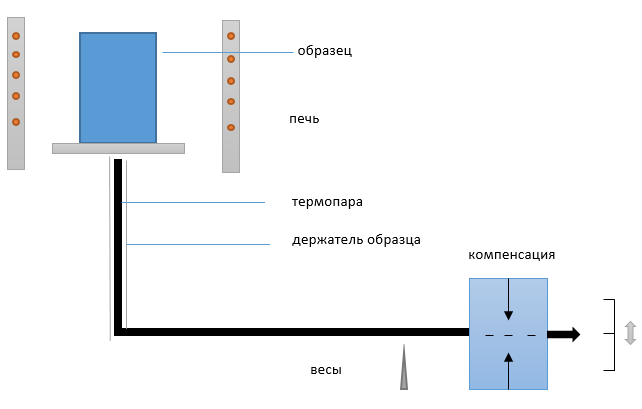 образец
печь
термопара
держатель образца
компенсация
весы